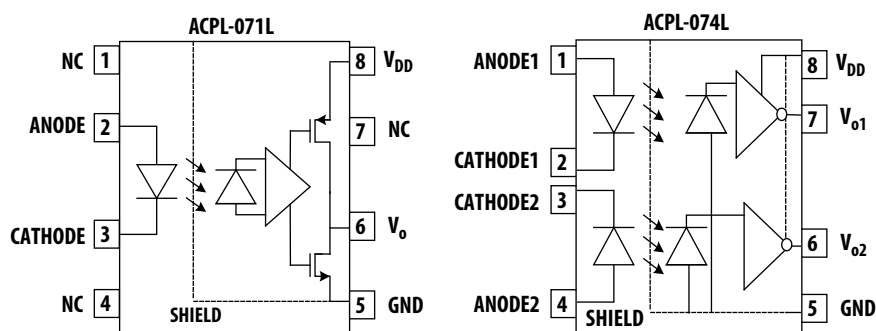 ACPL-071L
NC 1
ANODE 2
CATHODE 3
NC 4
SHIELD
8 VDD
7 NC
6 Vo
5 GND
ACPL-074L
ANODE1 1
CATHODE1 2
CATHODE2 3
ANODE2 4
SHIELD
8 VDD
7 Vo1
6 Vo2
5 GND